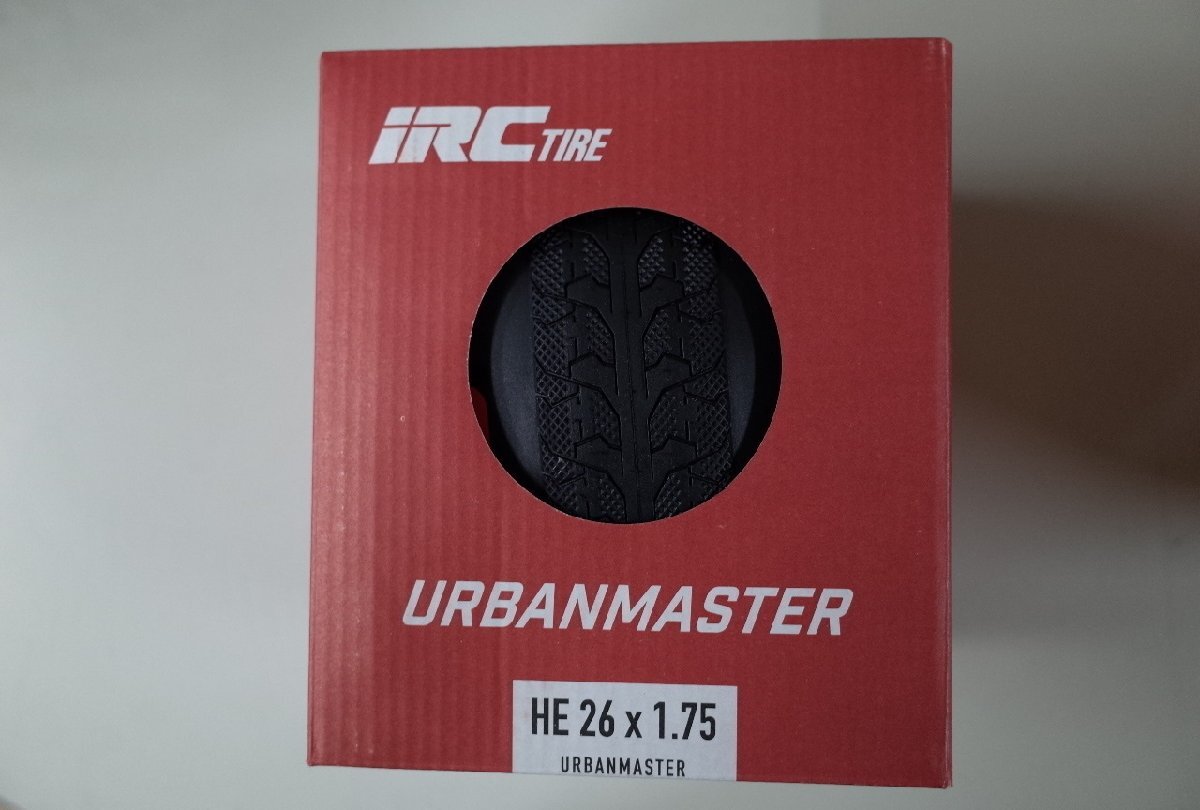 IRC TIRE
URBANMASTER
HE 26 x 1.75
URBANMASTER